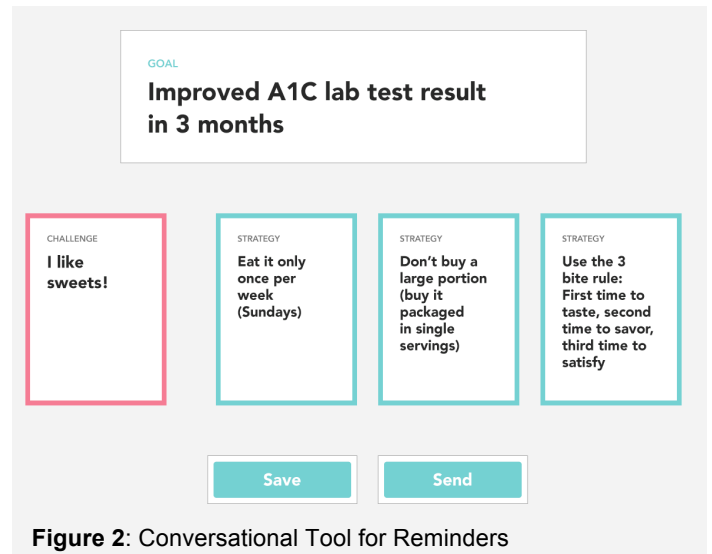 GOAL
Improved A1C lab test result
in 3 months
CHALLENGE
I like
sweets!
STRATEGY
Eat it only
once per
week
(Sundays)
STRATEGY
Don't buy a
large portion
(buy it
packaged
in single
servings)
STRATEGY
Use the 3
bite rule:
First time to
taste, second
time to savor,
third time to
satisfy
Save
Send
Figure 2: Conversational Tool for Reminders